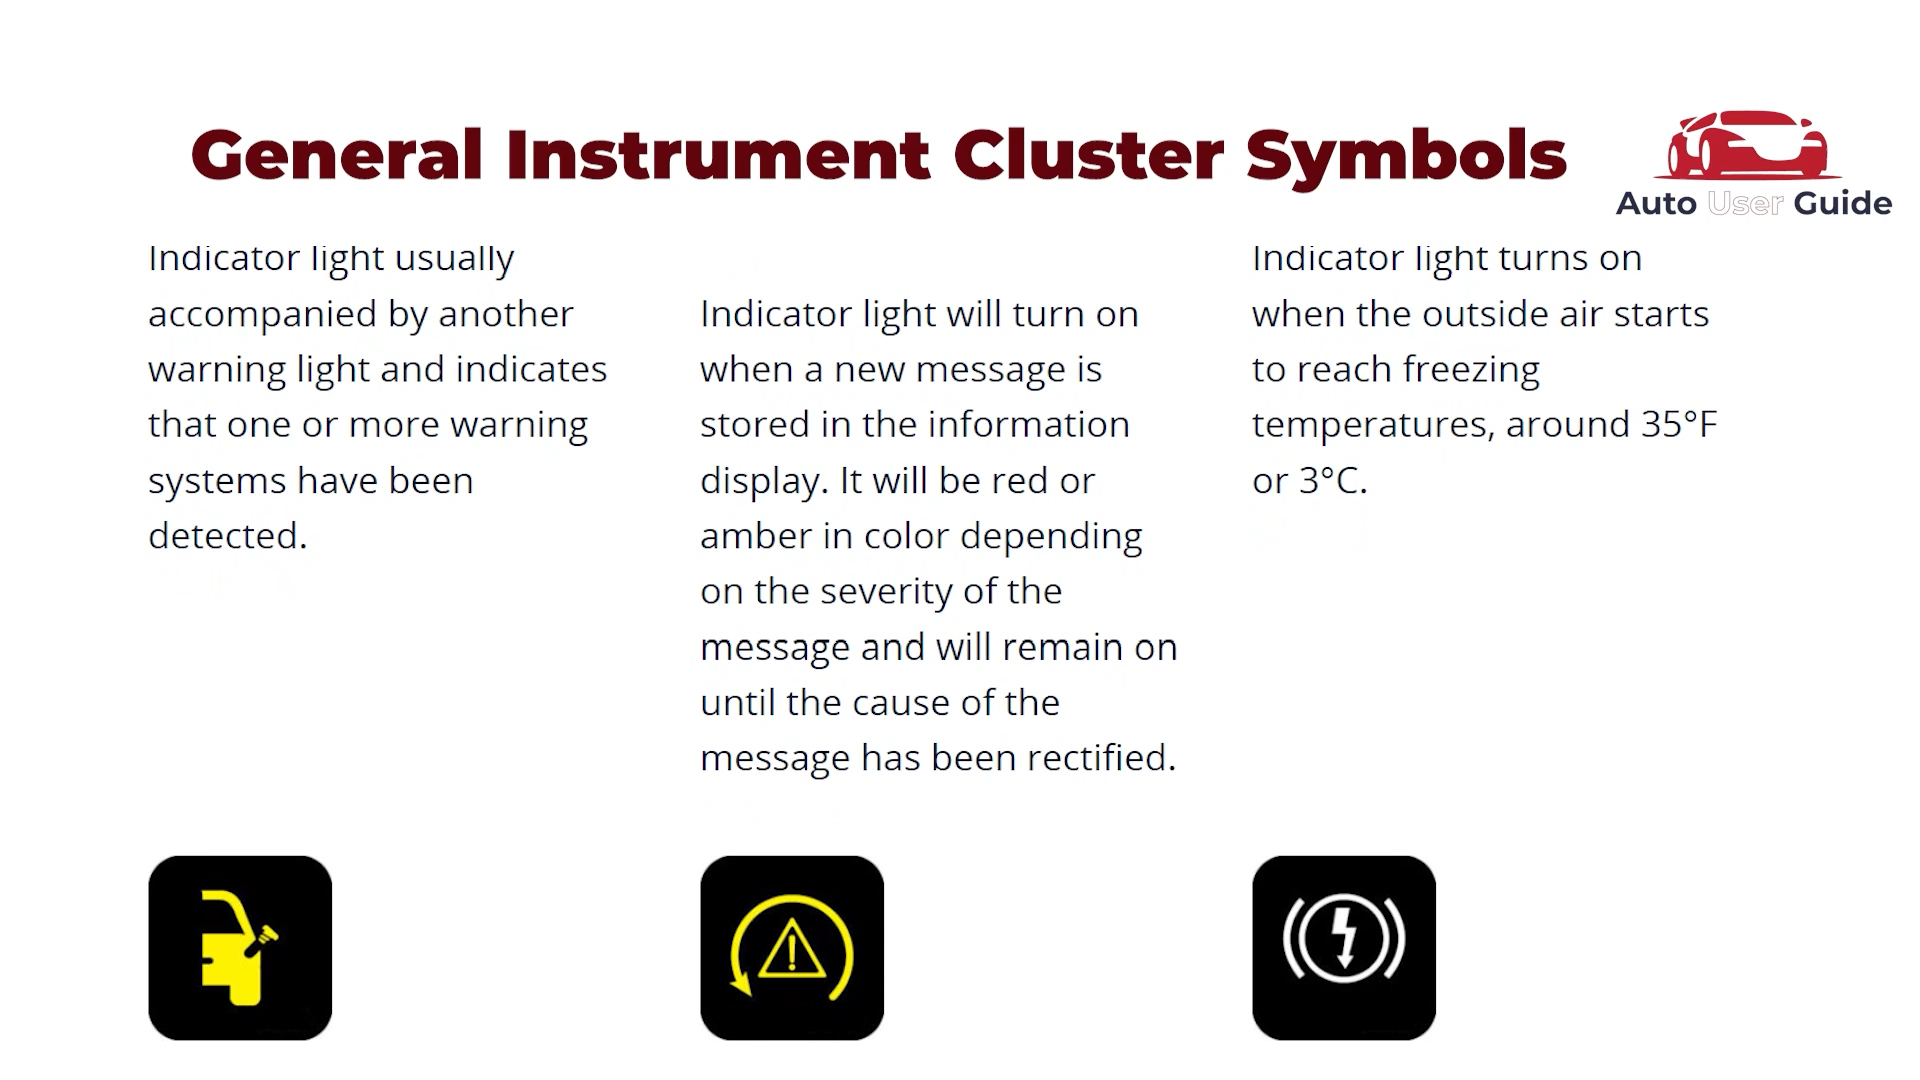 General Instrument Cluster Symbols
Auto User Guide
Indicator light usually
accompanied by another
warning light and indicates
that one or more warning
systems have been
detected.
Indicator light will turn on
when a new message is
stored in the information
display. It will be red or
amber in color depending
on the severity of the
message and will remain on
until the cause of the
message has been rectified.
Indicator light turns on
when the outside air starts
to reach freezing
temperatures, around 35°F
or 3°C.